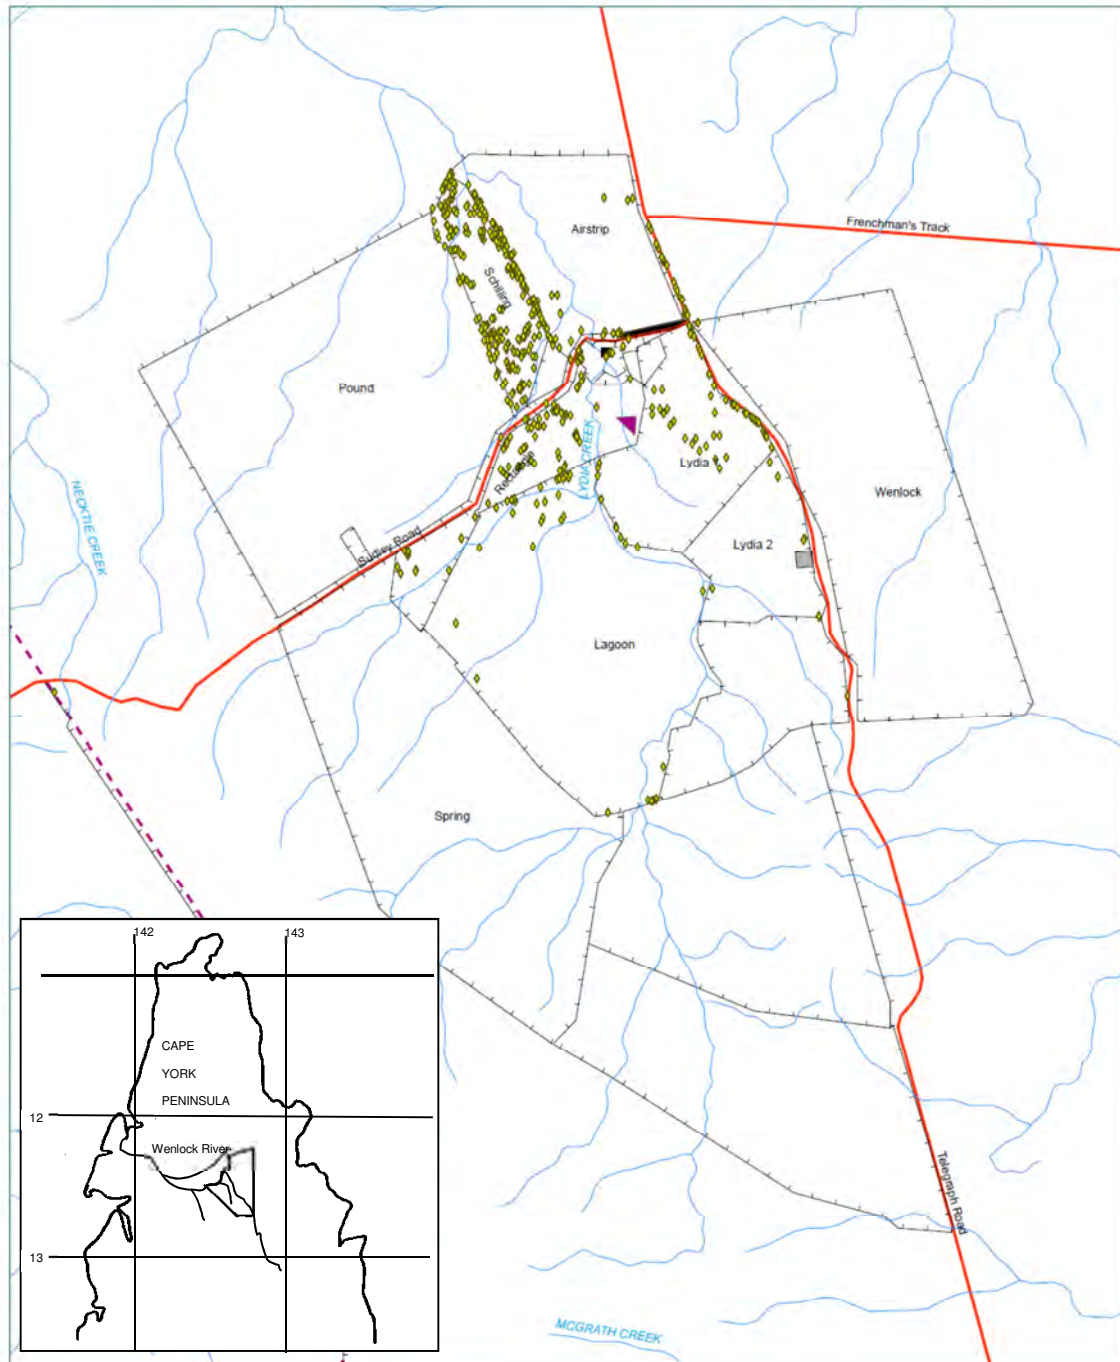 Frenchman's Track
Airstrip
Schilling
Pound
LYDIA CREEK
Lydia 1
Wenlock
NECKTIE CREEK
Sudley Road
Lydia 2
Lagoon
Spring
142
143
CAPE
YORK
PENINSULA
12
Wenlock River
13
Telegraph Road
MCGRATH CREEK